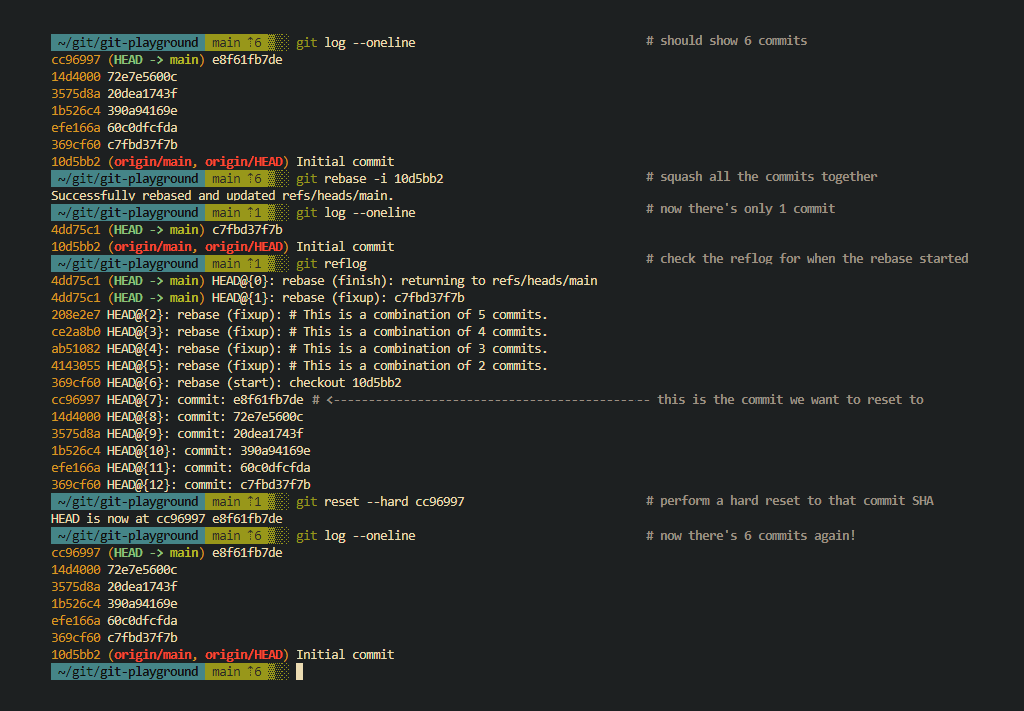 ~/git/git-playground main ⇡6 git log --oneline # should show 6 commits
cc96997 (HEAD -> main) e8f61fb7de
14d4000 72e7e5600c
3575d8a 20dea1743f
1b526c4 390a94169e
efe166a 60c0dfcfda
369cf60 c7fbd37f7b
10d5bb2 (origin/main, origin/HEAD) Initial commit
~/git/git-playground main ⇡6 git rebase -i 10d5bb2 # squash all the commits together
Successfully rebased and updated refs/heads/main.
~/git/git-playground main ⇡1 git log --oneline # now there's only 1 commit
4dd75c1 (HEAD -> main) c7fbd37f7b
10d5bb2 (origin/main, origin/HEAD) Initial commit
~/git/git-playground main ⇡1 git reflog # check the reflog for when the rebase started
4dd75c1 (HEAD -> main) HEAD@{0}: rebase (finish): returning to refs/heads/main
4dd75c1 (HEAD -> main) HEAD@{1}: rebase (fixup): c7fbd37f7b
208e2e7 HEAD@{2}: rebase (fixup): # This is a combination of 5 commits.
ce2a8b0 HEAD@{3}: rebase (fixup): # This is a combination of 4 commits.
ab51082 HEAD@{4}: rebase (fixup): # This is a combination of 3 commits.
4143055 HEAD@{5}: rebase (fixup): # This is a combination of 2 commits.
369cf60 HEAD@{6}: rebase (start): checkout 10d5bb2
cc96997 HEAD@{7}: commit: e8f61fb7de # <--------------------------------------------- this is the commit we want to reset to
14d4000 HEAD@{8}: commit: 72e7e5600c
3575d8a HEAD@{9}: commit: 20dea1743f
1b526c4 HEAD@{10}: commit: 390a94169e
efe166a HEAD@{11}: commit: 60c0dfcfda
369cf60 HEAD@{12}: commit: c7fbd37f7b
~/git/git-playground main ⇡1 git reset --hard cc96997 # perform a hard reset to that commit SHA
HEAD is now at cc96997 e8f61fb7de
~/git/git-playground main ⇡6 git log --oneline # now there's 6 commits again!
cc96997 (HEAD -> main) e8f61fb7de
14d4000 72e7e5600c
3575d8a 20dea1743f
1b526c4 390a94169e
efe166a 60c0dfcfda
369cf60 c7fbd37f7b
10d5bb2 (origin/main, origin/HEAD) Initial commit
~/git/git-playground main ⇡6